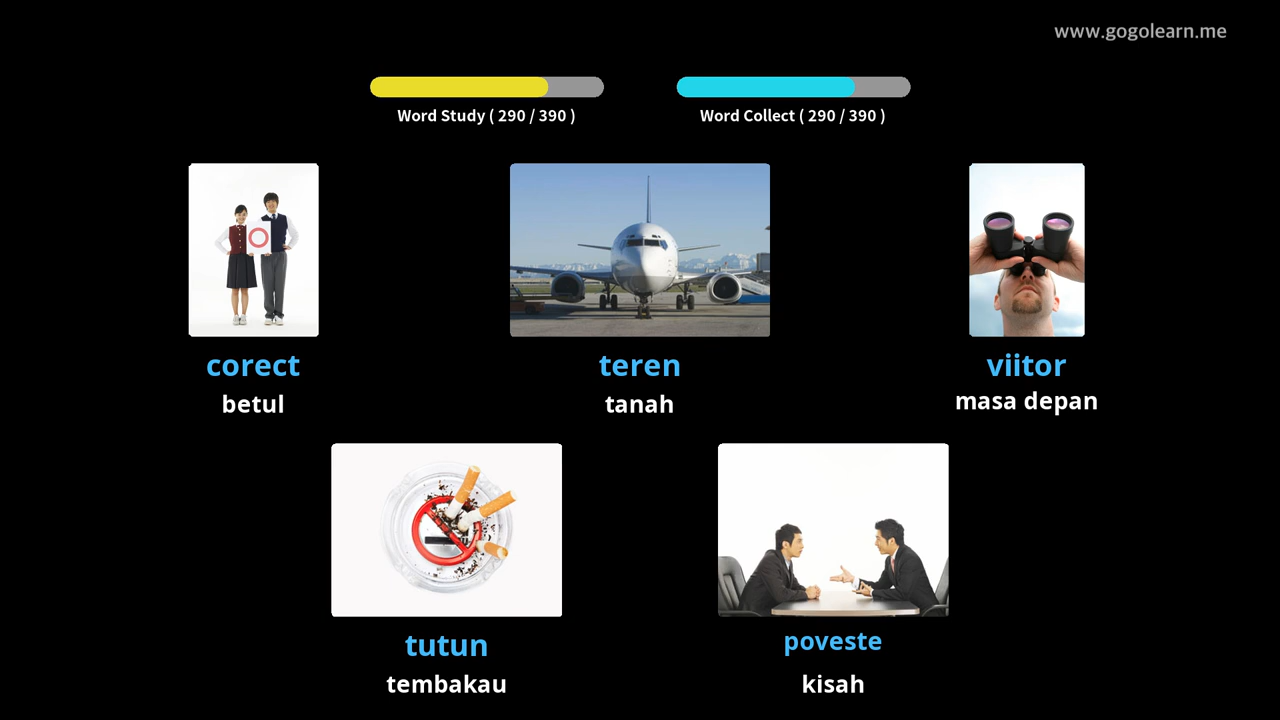 www.gogolearn.me
Word Study ( 290 / 390 )
Word Collect ( 290 / 390 )
corect
betul
teren
tanah
viitor
masa depan
tutun
tembakau
poveste
kisah